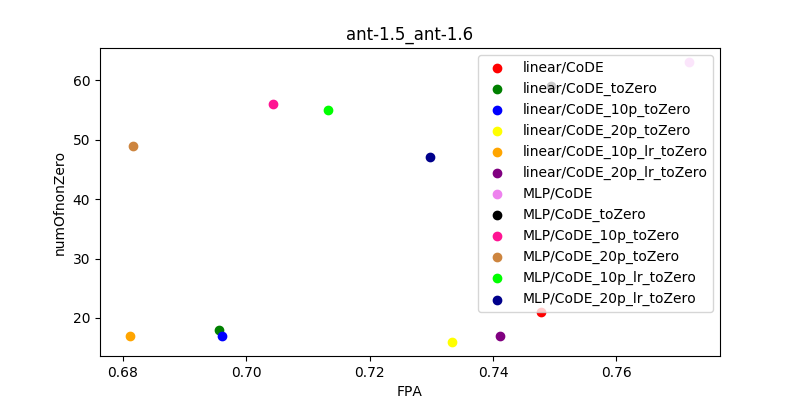 ant-1.5_ant-1.6
numOfnonZero
60
50
40
30
20
linear/CoDE
linear/CoDE_toZero
linear/CoDE_10p_toZero
linear/CoDE_20p_toZero
linear/CoDE_10p_lr_toZero
linear/CoDE_20p_lr_toZero
MLP/CoDE
MLP/CoDE_toZero
MLP/CoDE_10p_toZero
MLP/CoDE_20p_toZero
MLP/CoDE_10p_lr_toZero
MLP/CoDE_20p_lr_toZero
0.68 0.70 0.72 0.74 0.76
FPA